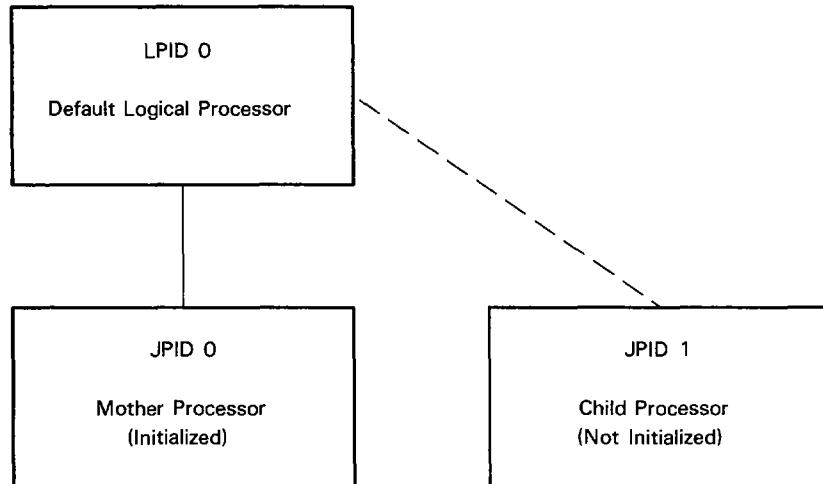 LPID 0
Default Logical Processor
JPID 0
Mother Processor
(Initialized)
JPID 1
Child Processor
(Not Initialized)